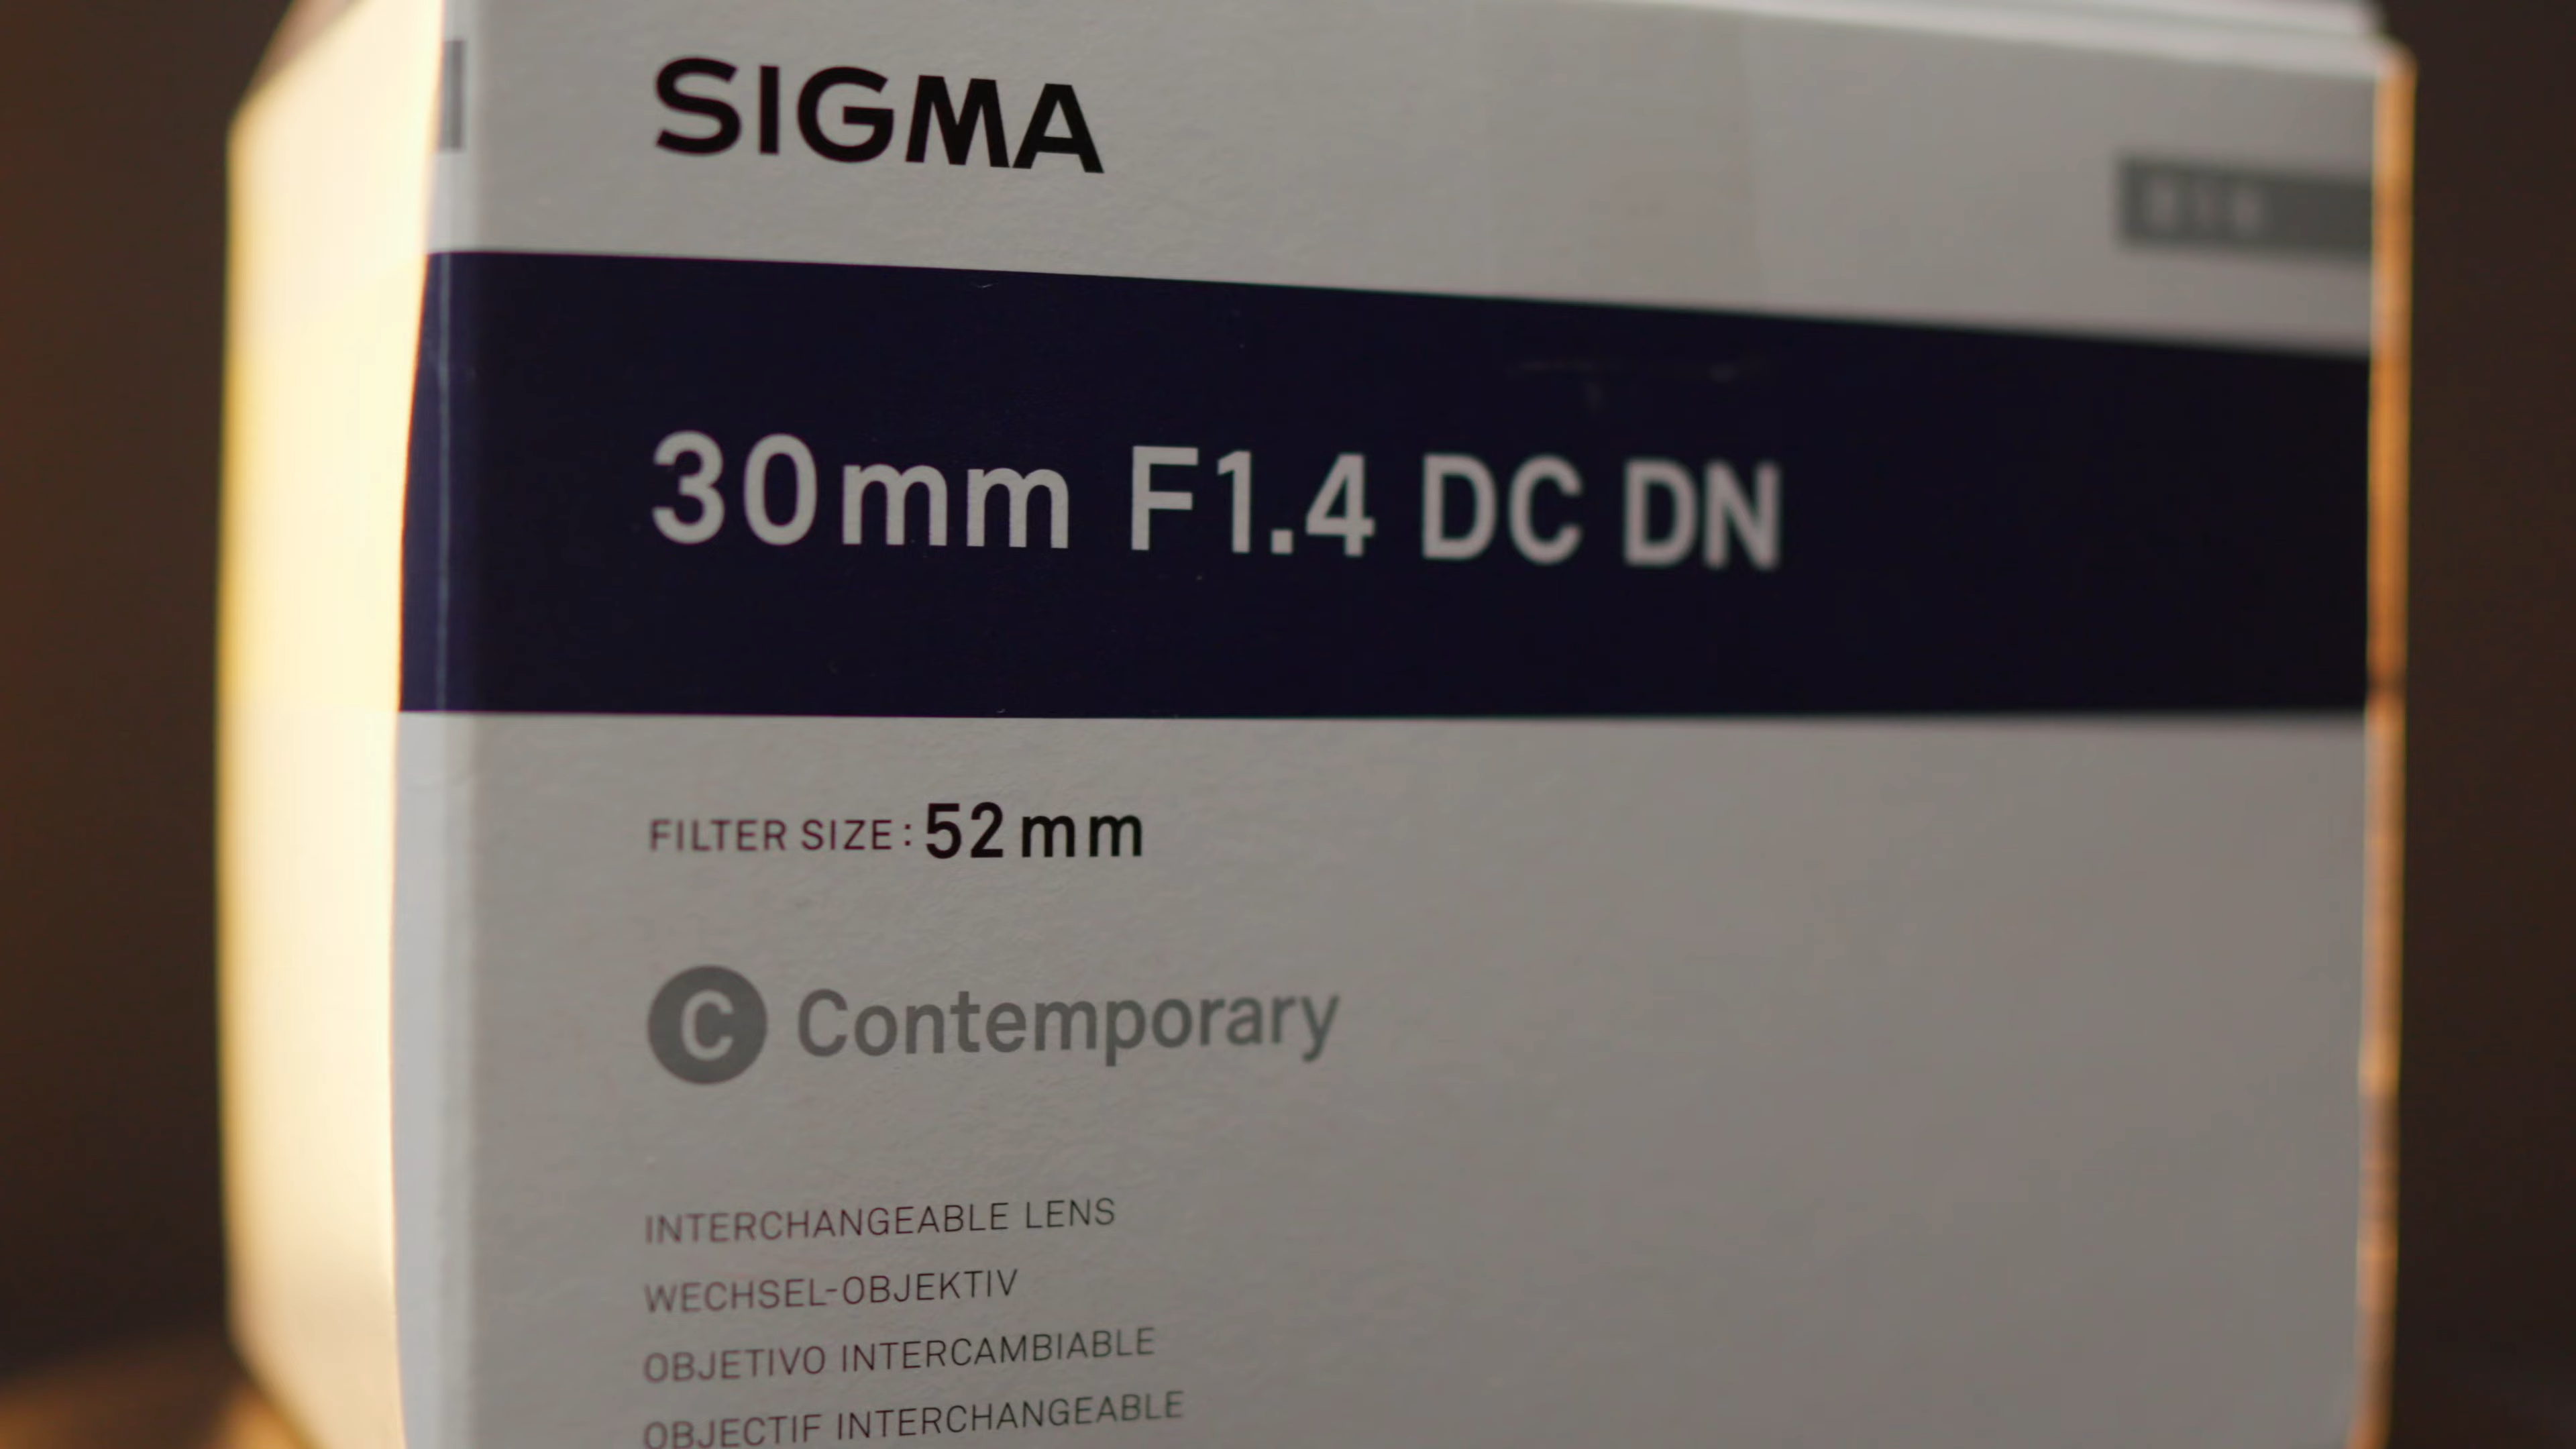 SIGMA
30mm F1.4 DC DN
FILTER SIZE: 52mm
C Contemporary
INTERCHANGEABLE LENS
WECHSEL-OBJEKTIV
OBJETIVO INTERCAMBIABLE
OBJECTIF INTERCHANGEABLE